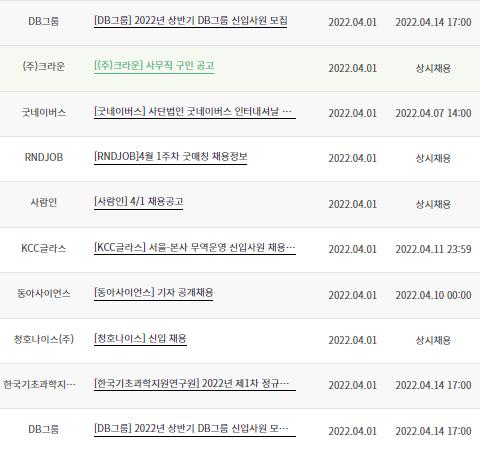 DB그룹 [DB그룹] 2022년 상반기 DB그룹 신입사원 모집 2022.04.01 2022.04.14 17:00
(주)크라운 [(주)크라운] 사무직 구인 공고 2022.04.01 상시채용
굿네이버스 [굿네이버스] 사단법인 굿네이버스 인터내셔날 ⋯ 2022.04.01 2022.04.07 14:00
RNDJOB [RNDJOB]4월 1주차 굿매칭 채용정보 2022.04.01 상시채용
사람인 [사람인] 4/1 채용공고 2022.04.01 상시채용
KCC글라스 [KCC글라스] 서울-본사 무역운영 신입사원 채용⋯ 2022.04.01 2022.04.11 23:59
동아사이언스 [동아사이언스] 기자 공개채용 2022.04.01 2022.04.10 00:00
청호나이스(주) [청호나이스] 신입 채용 2022.04.01 상시채용
한국기초과학지⋯ [한국기초과학지원연구원] 2022년 제1차 정규⋯ 2022.04.01 2022.04.14 17:00
DB그룹 [DB그룹] 2022년 상반기 DB그룹 신입사원 모⋯ 2022.04.01 2022.04.14 17:00